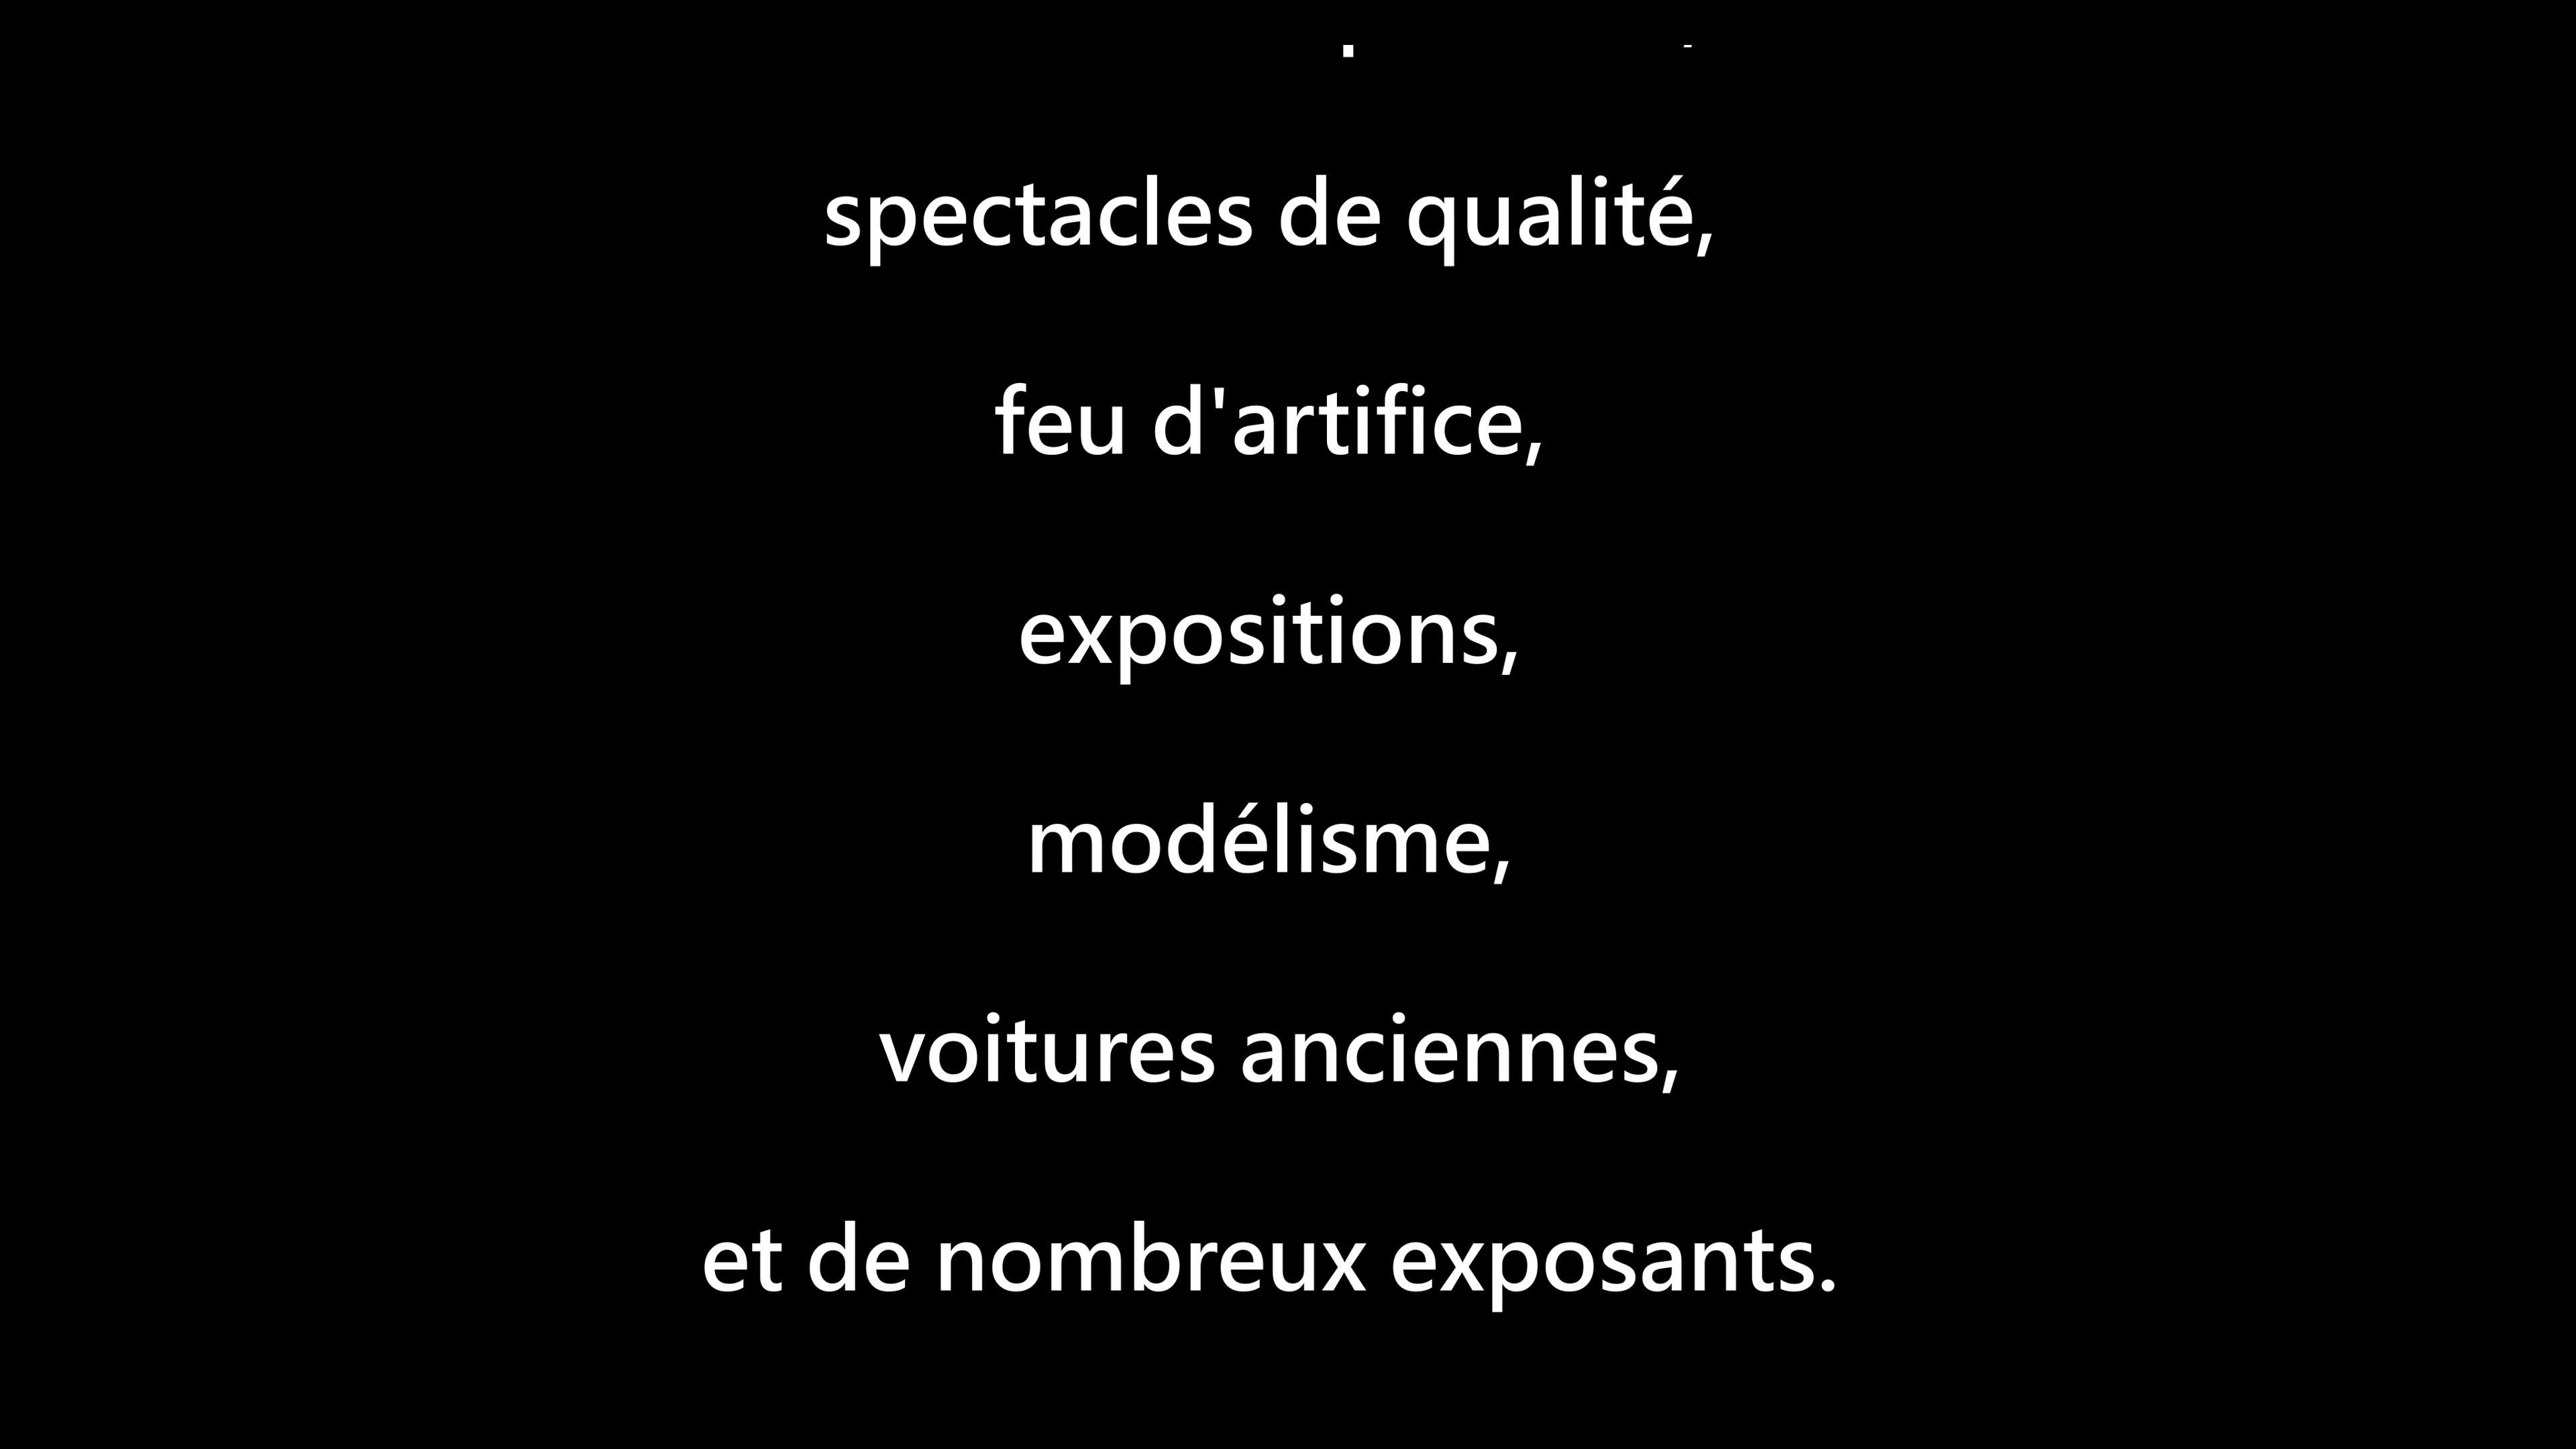 spectacles de qualité,
feu d'artifice,
expositions,
modélisme,
voitures anciennes,
et de nombreux exposants.